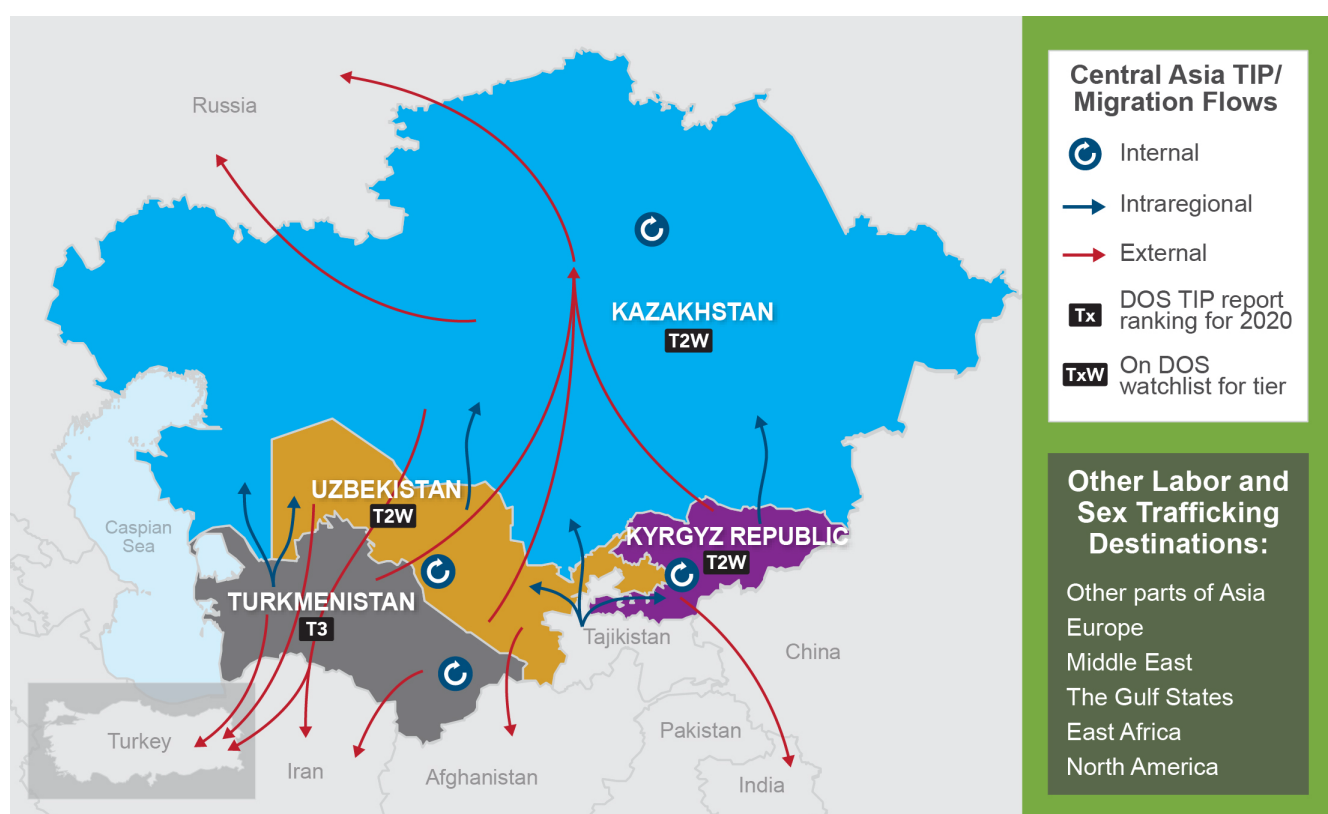 Russia
KAZAKHSTAN
T2W
UZBEKISTAN
T2W
Caspian
Sea
KYRGYZ REPUBLIC
T2W
TURKMENISTAN
T3
Tajikistan
China
Turkey
Iran
Afghanistan
Pakistan
India
Central Asia TIP/
Migration Flows
Internal
Intraregional
External
Tx
DOS TIP report
ranking for 2020
TxW
On DOS
watchlist for tier
Other Labor and
Sex Trafficking
Destinations:
Other parts of Asia
Europe
Middle East
The Gulf States
East Africa
North America